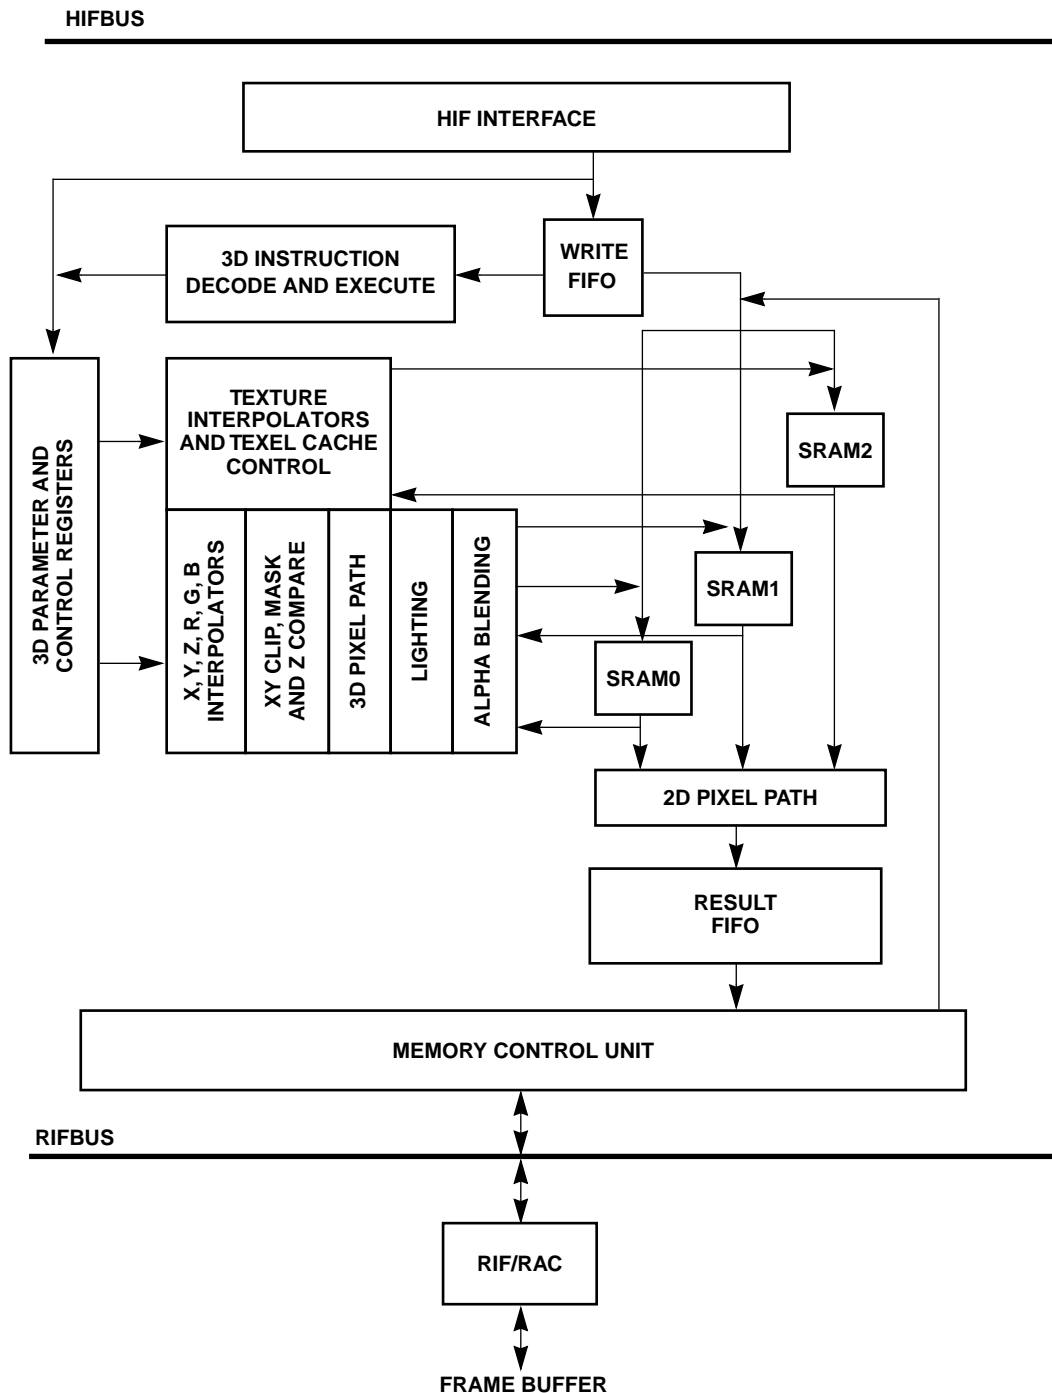 HIFBUS
HIF INTERFACE
WRITE
FIFO
3D INSTRUCTION
DECODE AND EXECUTE
3D PARAMETER AND
CONTROL REGISTERS
TEXTURE
INTERPOLATORS
AND TEXEL CACHE
CONTROL
SRAM2
X, Y, Z, R, G, B
INTERPOLATORS
XY CLIP, MASK
AND Z COMPARE
3D PIXEL PATH
LIGHTING
ALPHA BLENDING
SRAM1
SRAM0
2D PIXEL PATH
RESULT
FIFO
MEMORY CONTROL UNIT
RIFBUS
RIF/RAC
FRAME BUFFER